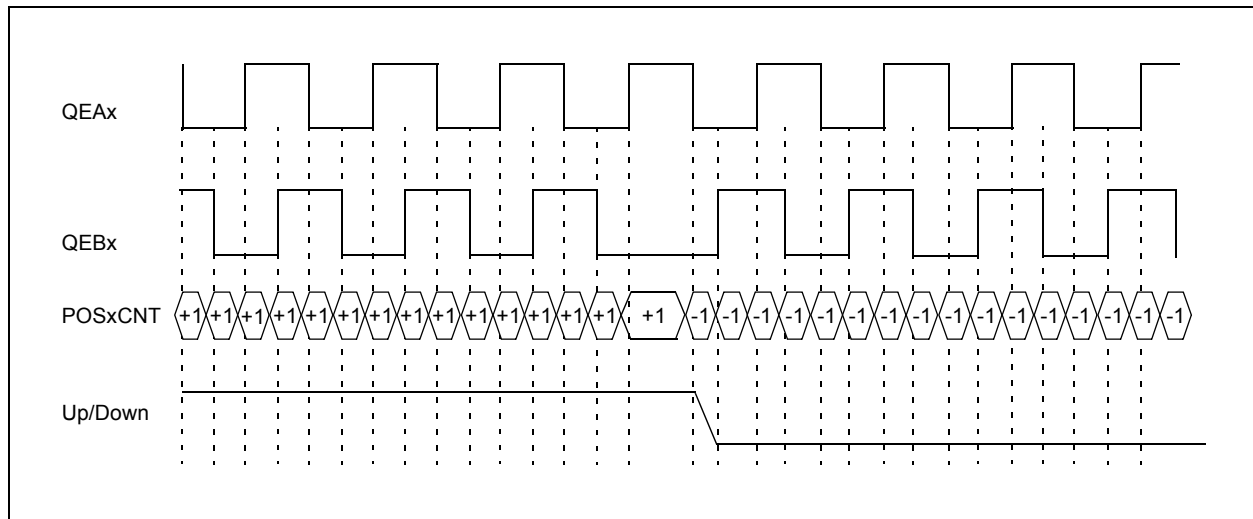 QEAx
QEBx
POSxCNT +1 +1 +1 +1 +1 +1 +1 +1 +1 +1 +1 +1 +1 +1 +1 -1 -1 -1 -1 -1 -1 -1 -1 -1 -1 -1 -1 -1 -1 -1 -1
Up/Down